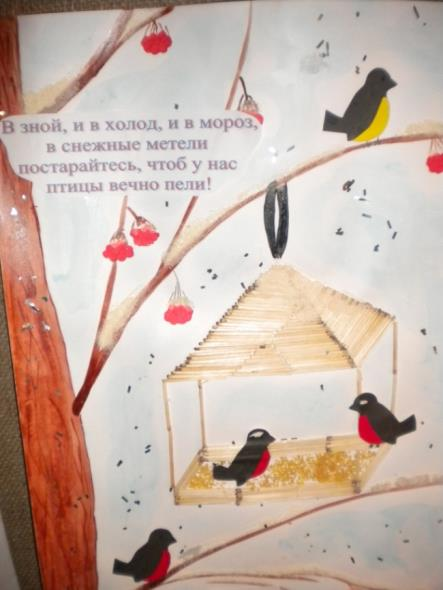 В зной, и в холод, и в мороз,
в снежные метели
постарайтесь, чтоб у нас
птицы вечно пели!